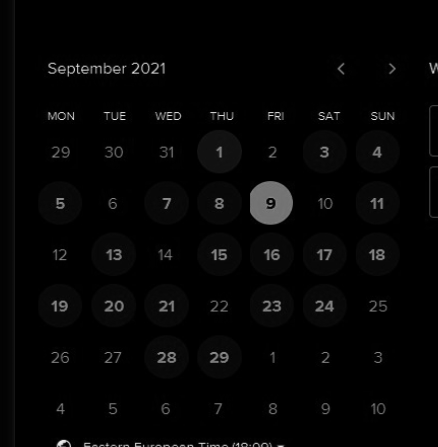 September 2021
MON TUE WED THU FRI SAT SUN
29 30 31 1 2 3 4
5 6 7 8 9 10 11
12 13 14 15 16 17 18
19 20 21 22 23 24 25
26 27 28 29 1 2 3
4 5 6 7 8 9 10
Eastern European Time (18:00)